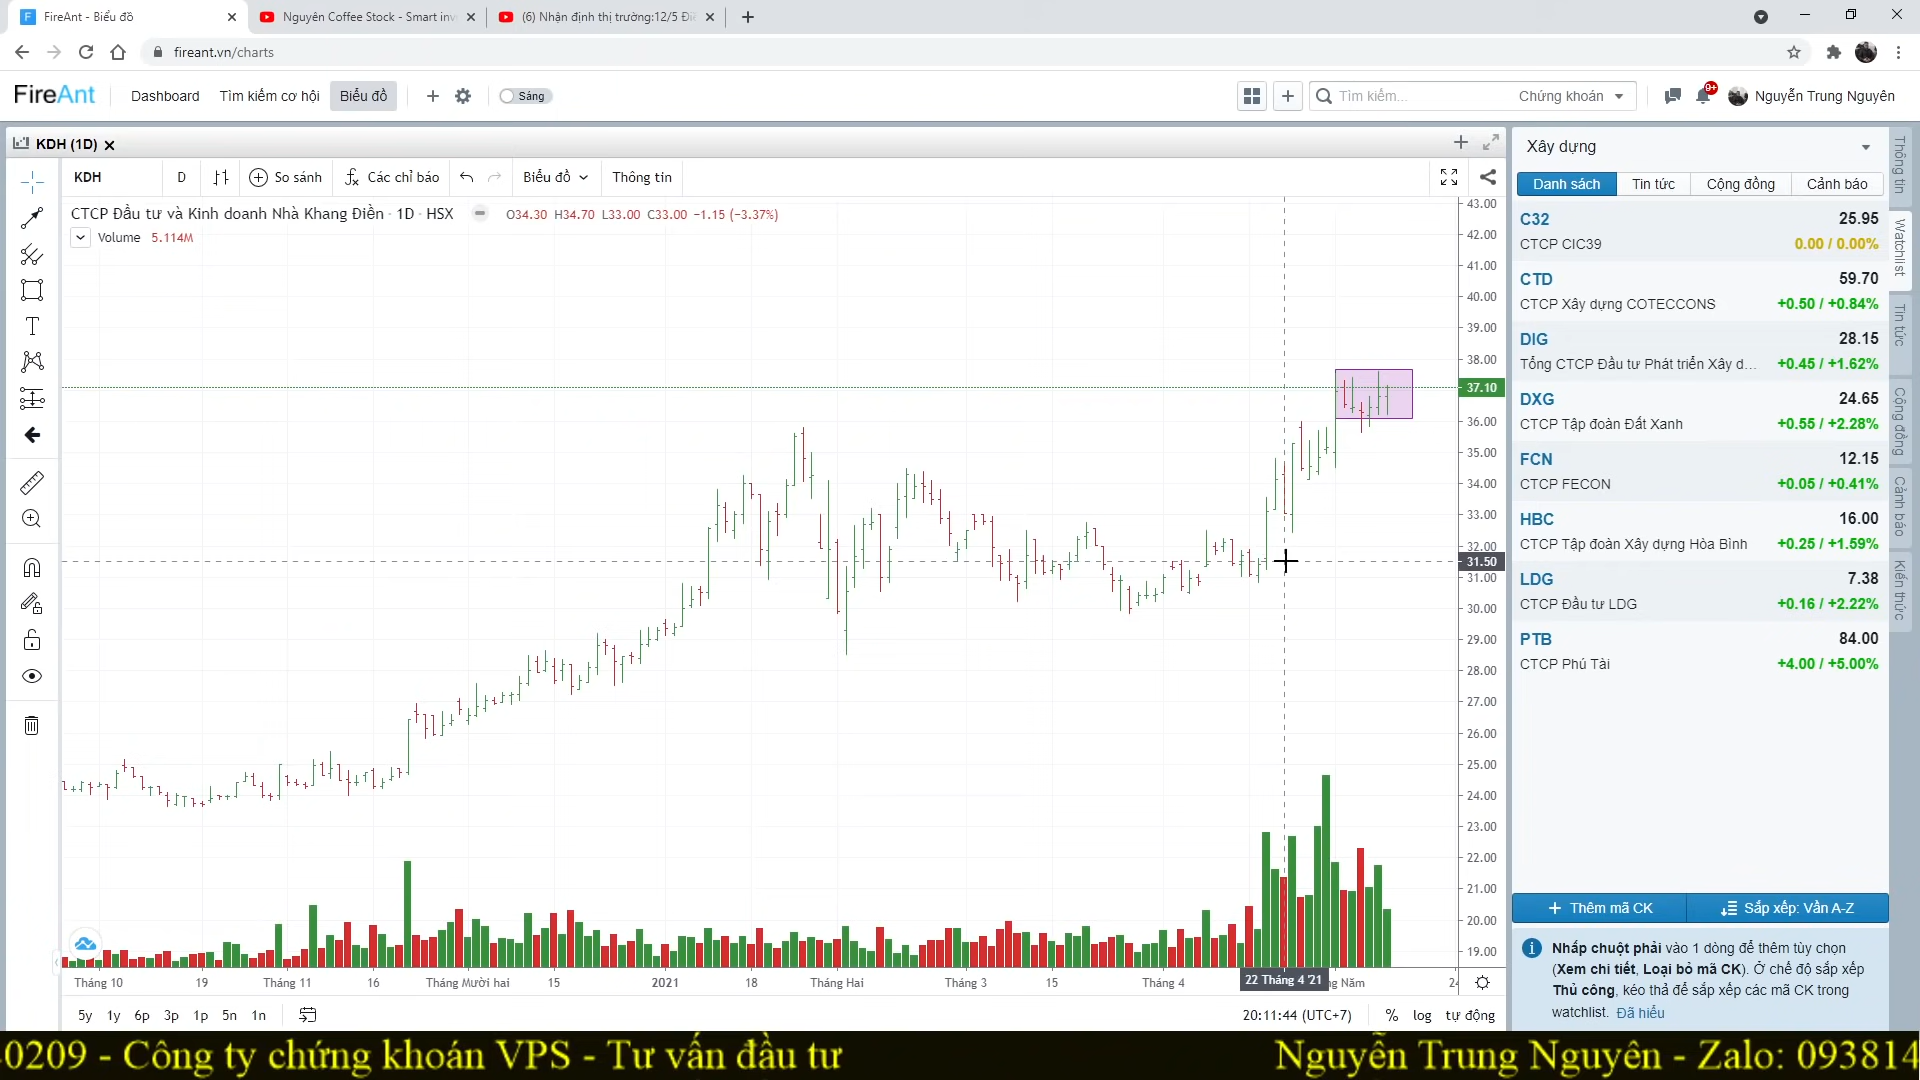 FireAnt - Biểu đồ
Nguyên Coffee Stock - Smart inv
(6) Nhận định thị trường:12/5 Đi
fireant.vn/charts
FireAnt
Dashboard
Tìm kiếm cơ hội
Biểu đồ
Sáng
Tìm kiếm...
Chứng khoán
9+
Nguyễn Trung Nguyên
KDH (1D)
KDH
D
So sánh
Các chỉ báo
Biểu đồ
Thông tin
CTCP Đầu tư và Kinh doanh Nhà Khang Điền · 1D · HSX
O34.30 H34.70 L33.00 C33.00 −1.15 (−3.37%)
Volume 5.114M
43.00
42.00
41.00
40.00
39.00
38.00
37.10
36.00
35.00
34.00
33.00
32.00
31.50
31.00
30.00
29.00
28.00
27.00
26.00
25.00
24.00
23.00
22.00
21.00
20.00
19.00
Tháng 10
19
Tháng 11
16
Tháng Mười hai
15
2021
18
Tháng Hai
Tháng 3
15
Tháng 4
22 Tháng 4 '21
ng Năm
24
5y 1y 6p 3p 1p 5n 1n
20:11:44 (UTC+7)
% log tự động
Xây dựng
Danh sách
Tin tức
Cộng đồng
Cảnh báo
C32 25.95
CTCP CIC39 0.00 / 0.00%
CTD 59.70
CTCP Xây dựng COTECCONS +0.50 / +0.84%
DIG 28.15
Tổng CTCP Đầu tư Phát triển Xây d... +0.45 / +1.62%
DXG 24.65
CTCP Tập đoàn Đất Xanh +0.55 / +2.28%
FCN 12.15
CTCP FECON +0.05 / +0.41%
HBC 16.00
CTCP Tập đoàn Xây dựng Hòa Bình +0.25 / +1.59%
LDG 7.38
CTCP Đầu tư LDG +0.16 / +2.22%
PTB 84.00
CTCP Phú Tài +4.00 / +5.00%
Thêm mã CK
Sắp xếp: Vần A-Z
Nhấp chuột phải vào 1 dòng để thêm tùy chọn
(Xem chi tiết, Loại bỏ mã CK). Ở chế độ sắp xếp
Thủ công, kéo thả để sắp xếp các mã CK trong
watchlist. Đã hiểu
Thông tin
Watchlist
Tin tức
Cộng đồng
Cảnh báo
Kiến thức
40209 - Công ty chứng khoán VPS - Tư vấn đầu tư
Nguyễn Trung Nguyên - Zalo: 093814